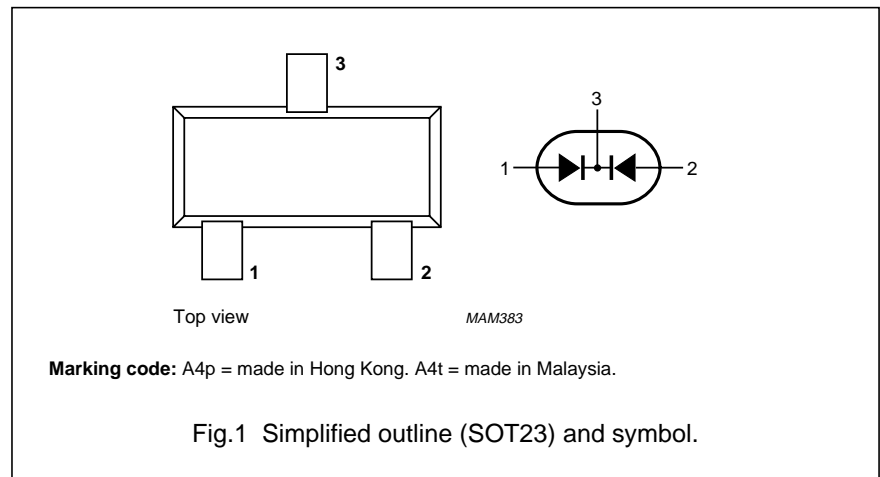 3
1
2
3
1
2
Top view
MAM383
Marking code: A4p = made in Hong Kong. A4t = made in Malaysia.
Fig.1 Simplified outline (SOT23) and symbol.